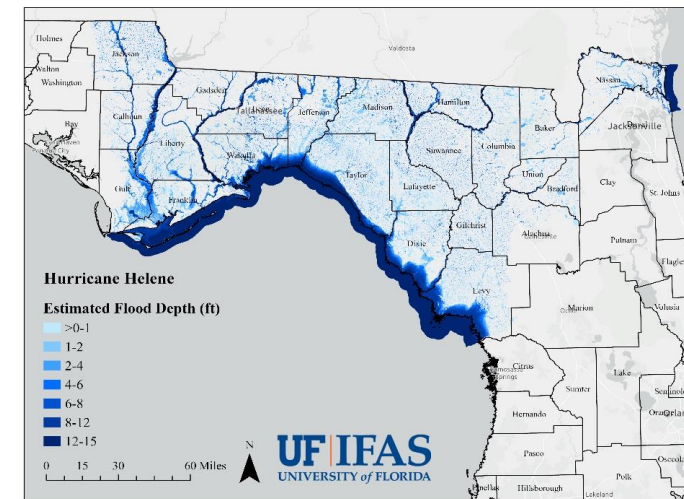 Valdosta
Holmes
Jackson
Walton
Washington
Gadsden
Leon
Tallahassee
Jefferson
Madison
Hamilton
Nassau
Bay
Calhoun
Liberty
Wakulla
Baker
Jacksonville
Suwannee
Columbia
Taylor
Lafayette
Union
Bradford
Clay
St. Johns
Gulf
Franklin
Gilchrist
Alachua
Dixie
Putnam
Flagler
Levy
Marion
Volusia
Citrus
Sumter
Lake
Seminole
Hernando
Pasco
Osceola
Polk
Pinellas
Hillsborough
Lakeland
Hurricane Helene
Estimated Flood Depth (ft)
>0-1
1-2
2-4
4-6
6-8
8-12
12-15
0 15 30 60 Miles
N
UF|IFAS
UNIVERSITY of FLORIDA